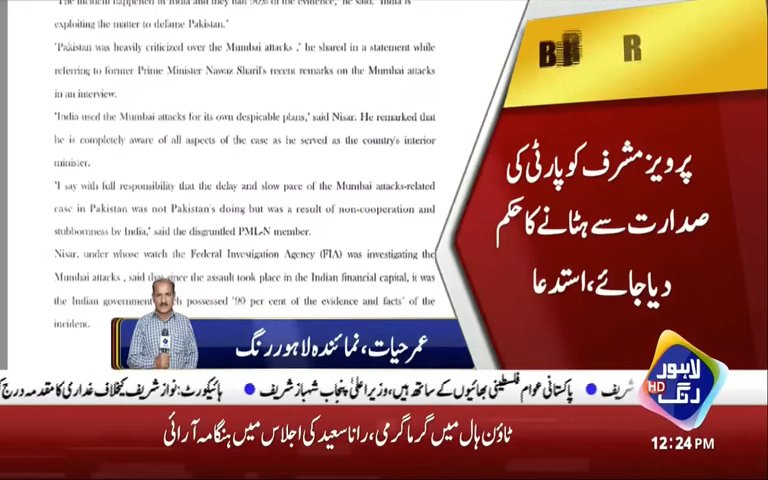 "The incident happened in India and they had 90% of the evidence," he said. "India is
exploiting the matter to defame Pakistan."
"Pakistan was heavily criticized over the Mumbai attacks ," he shared in a statement while
referring to former Prime Minister Nawaz Sharif's recent remarks on the Mumbai attacks
in an interview.
"India used the Mumbai attacks for its own despicable plans," said Nisar. He remarked that
he is completely aware of all aspects of the case as he served as the country's interior
minister.
"I say with full responsibility that the delay and slow pace of the Mumbai attacks-related
case in Pakistan was not Pakistan's doing but was a result of non-cooperation and
stubbornness by India," said the disgruntled PML-N member.
Nisar, under whose watch the Federal Investigation Agency (FIA) was investigating the
Mumbai attacks , said that since the assault took place in the Indian financial capital, it was
the Indian government possessed "90 per cent of the evidence and facts" of the
incident.
پرویز مشرف کو پارٹی کی
صدارت سے ہٹانے کا حکم
دیا جائے، استدعا
عمر حیات، نمائندہ لاہور رنگ
لاہور
رنگ
HD
شریف ● پاکستانی عوام فلسطینی بھائیوں کے ساتھ ہیں، وزیراعلیٰ پنجاب شہباز شریف ● ہائیکورٹ: نواز شریف کیخلاف غداری کا مقدمہ درج
ٹاؤن ہال میں گرما گرمی، رانا سعید کی اجلاس میں ہنگامہ آرائی
12:24 PM